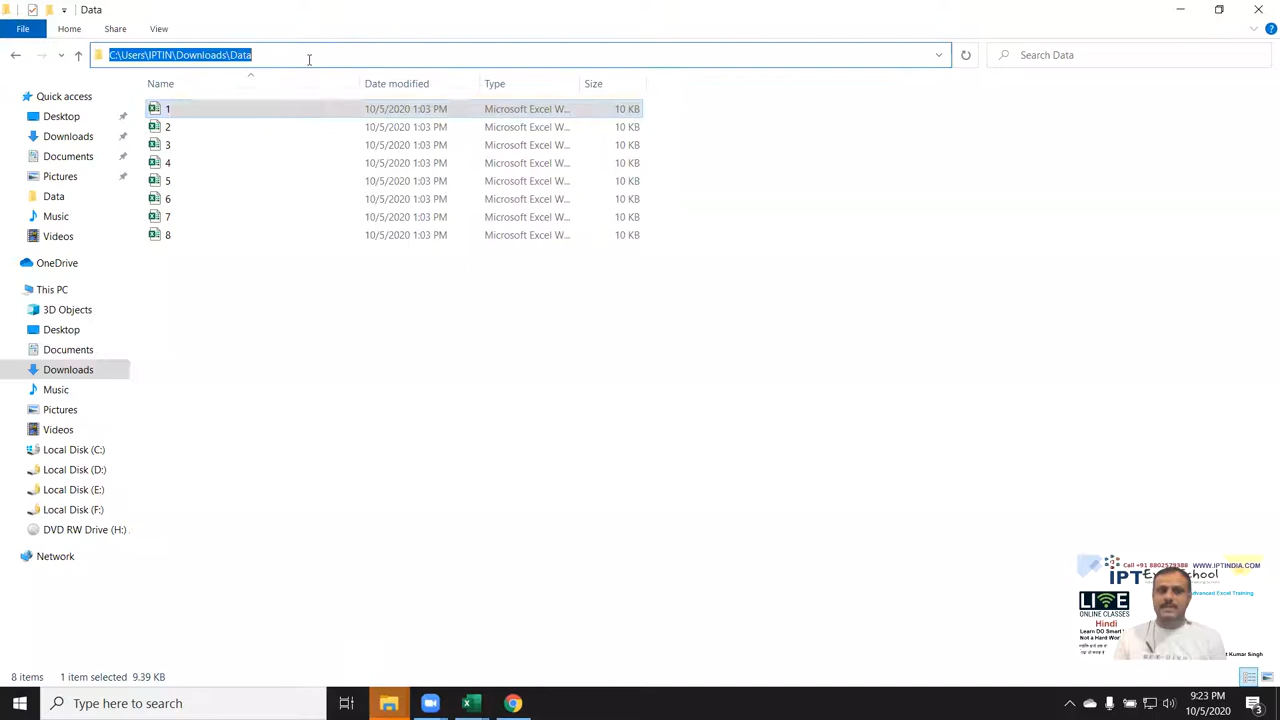 Data
File
Home
Share
View
C:\Users\IPTIN\Downloads\Data
Search Data
Name
Date modified
Type
Size
Quick access
Desktop
Downloads
Documents
Pictures
Data
Music
Videos
OneDrive
This PC
3D Objects
Desktop
Documents
Downloads
Music
Pictures
Videos
Local Disk (C:)
Local Disk (D:)
Local Disk (E:)
Local Disk (F:)
DVD RW Drive (H:)
Network
1 10/5/2020 1:03 PM Microsoft Excel W... 10 KB
2 10/5/2020 1:03 PM Microsoft Excel W... 10 KB
3 10/5/2020 1:03 PM Microsoft Excel W... 10 KB
4 10/5/2020 1:03 PM Microsoft Excel W... 10 KB
5 10/5/2020 1:03 PM Microsoft Excel W... 10 KB
6 10/5/2020 1:03 PM Microsoft Excel W... 10 KB
7 10/5/2020 1:03 PM Microsoft Excel W... 10 KB
8 10/5/2020 1:03 PM Microsoft Excel W... 10 KB
Call +91 8802579388 WWW.IPTINDIA.COM
IPT
Advanced Excel Training
LIVE
ONLINE CLASSES
Hindi
Learn DO Smart
Not a Hard
Kumar Singh
8 items
1 item selected 9.39 KB
Type here to search
9:23 PM
10/5/2020
3